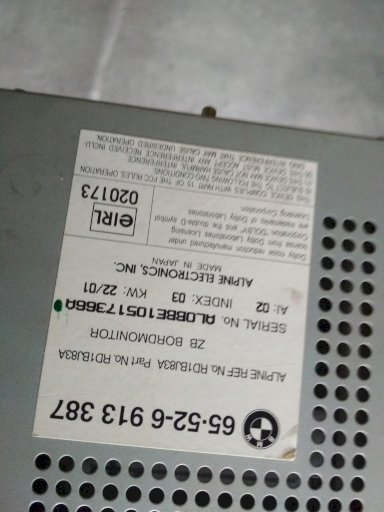 BMW
65-52-6 913 387
ALPINE REF No. RD1BJ83A Part No. RD1BJ83A
ZB BORDMONITOR
SERIAL No. AL0BBE10517366A
AI: 02 INDEX: 03 KW: 22/01
ALPINE ELECTRONICS, INC.
MADE IN JAPAN
Dolby noise reduction manufactured under
license from Dolby Laboratories Licensing
Corporation. "DOLBY" and the double-D symbol
are trademarks of Dolby Laboratories
Licensing Corporation.
eIRL
020173
THIS DEVICE COMPLIES WITH PART 15 OF THE FCC RULES OPERATION
IS SUBJECT TO THE FOLLOWING TWO CONDITIONS:
(1) THIS DEVICE MAY NOT CAUSE HARMFUL INTERFERENCE
(2) THIS DEVICE MUST ACCEPT ANY INTERFERENCE RECEIVED INCLU-
DING INTERFERENCE THAT MAY CAUSE UNDESIRED OPERATION